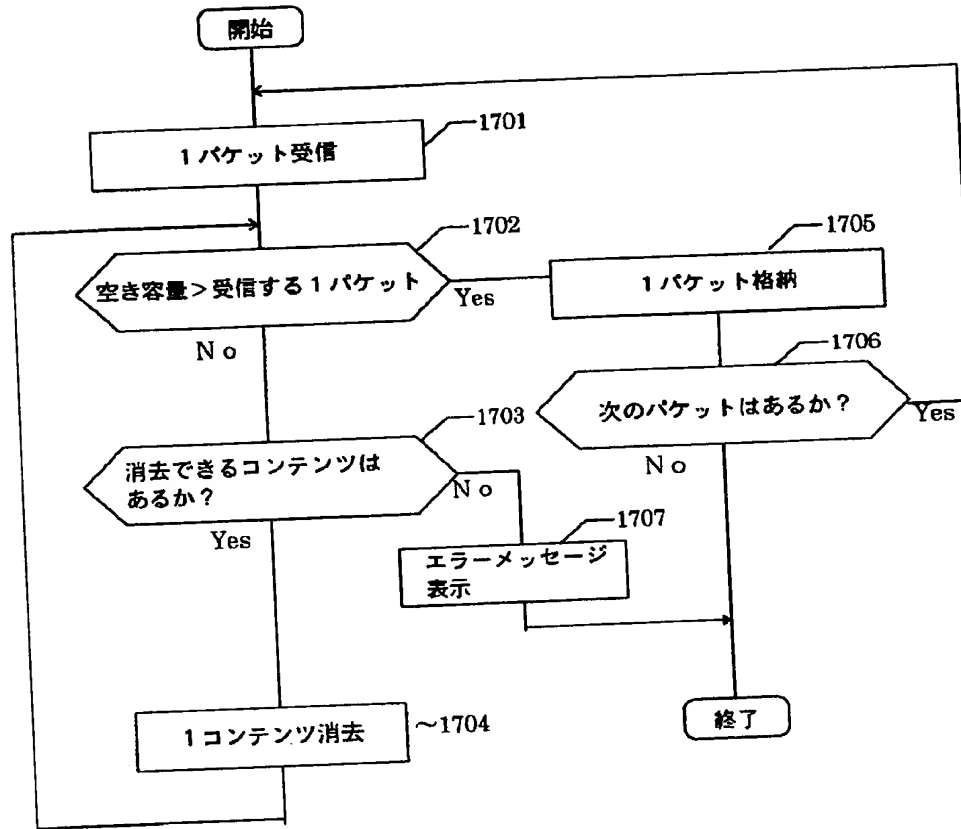 開始
1パケット受信
1701
空き容量＞受信する1パケット
1702
Yes
No
1パケット格納
1705
次のパケットはあるか？
1706
Yes
No
消去できるコンテンツは
あるか？
1703
No
Yes
エラーメッセージ
表示
1707
1コンテンツ消去
～1704
終了